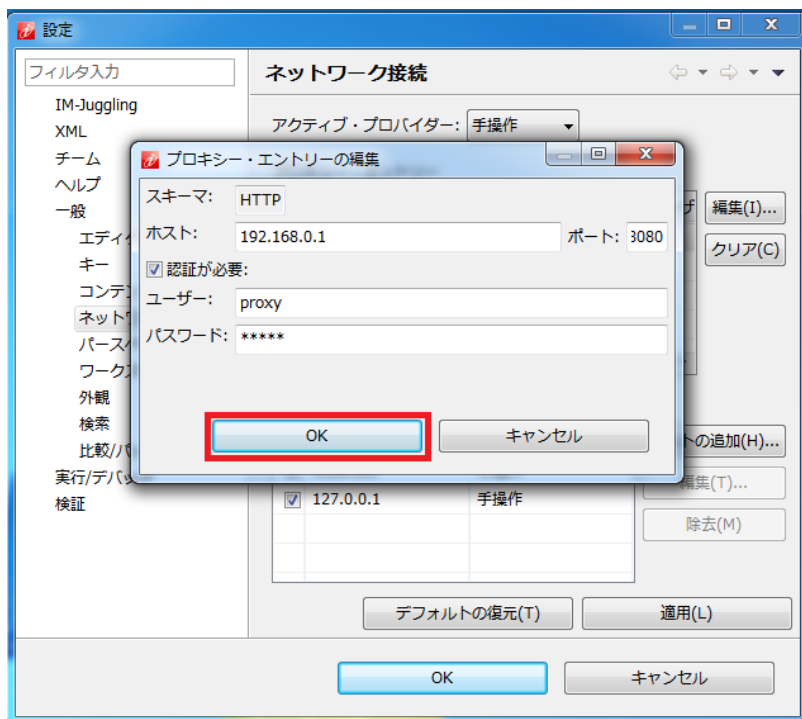 設定
フィルタ入力
IM-Juggling
XML
チーム
ヘルプ
一般
キー
外観
検索
検証
ネットワーク接続
アクティブ・プロバイダー: 手操作
編集(I)...
クリア(C)
プロキシー・エントリーの編集
スキーマ: HTTP
ホスト: 192.168.0.1 ポート: 8080
認証が必要:
ユーザー: proxy
パスワード: *****
OK キャンセル
の追加(H)...
127.0.0.1 手操作
編集(T)...
除去(M)
デフォルトの復元(T) 適用(L)
OK キャンセル